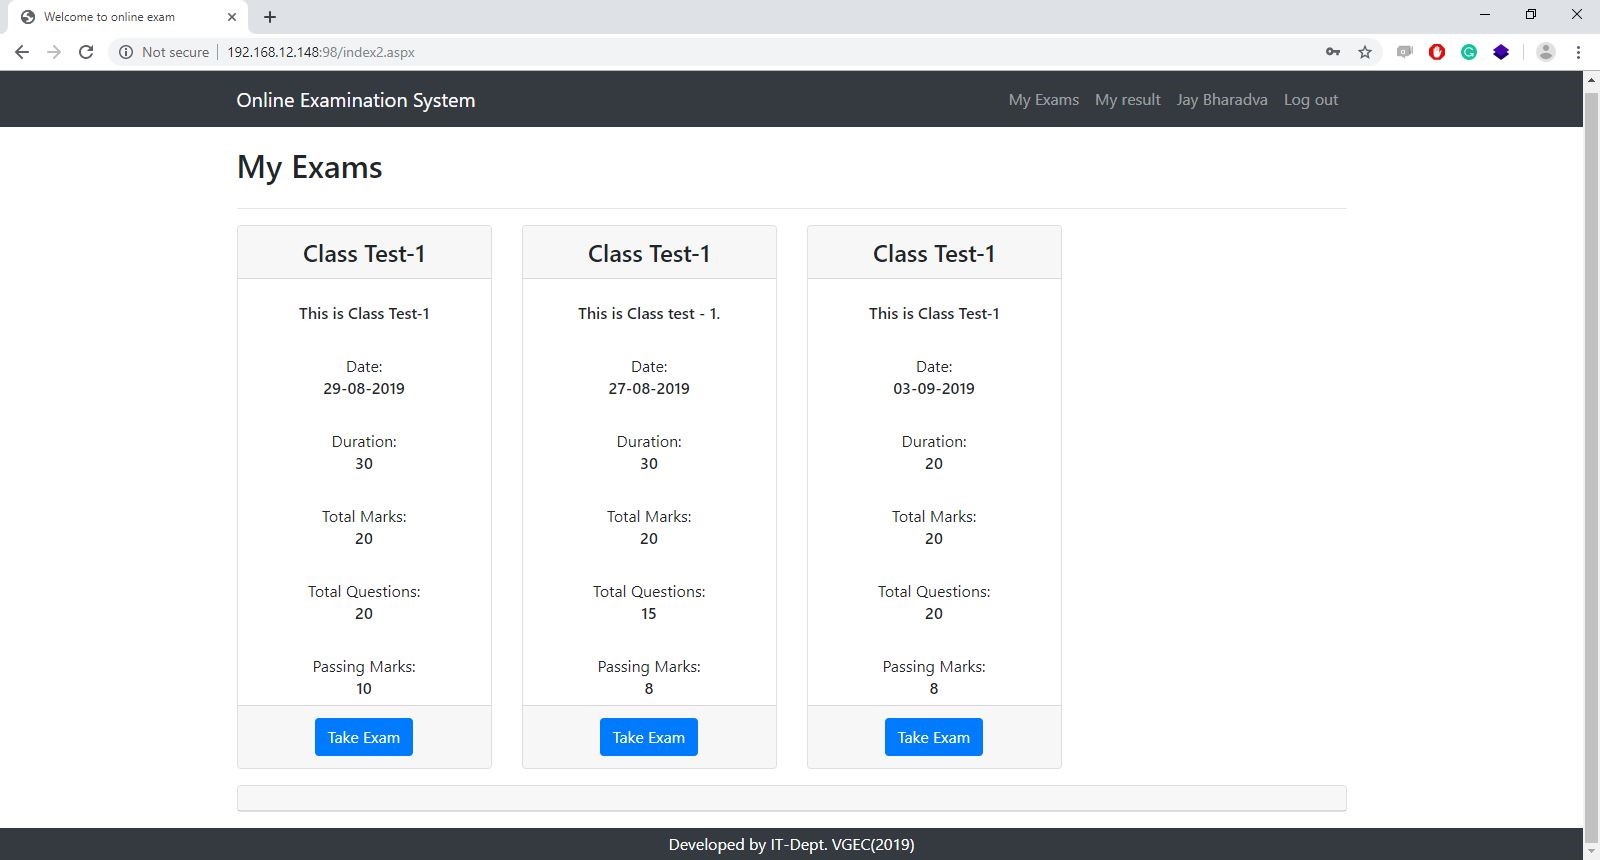 Welcome to online exam
Not secure 192.168.12.148:98/index2.aspx
Online Examination System My Exams My result Jay Bharadva Log out
My Exams
Class Test-1
This is Class Test-1
Date:
29-08-2019
Duration:
30
Total Marks:
20
Total Questions:
20
Passing Marks:
10
Take Exam
Class Test-1
This is Class test - 1.
Date:
27-08-2019
Duration:
30
Total Marks:
20
Total Questions:
15
Passing Marks:
8
Take Exam
Class Test-1
This is Class Test-1
Date:
03-09-2019
Duration:
20
Total Marks:
20
Total Questions:
20
Passing Marks:
8
Take Exam
Developed by IT-Dept. VGEC(2019)